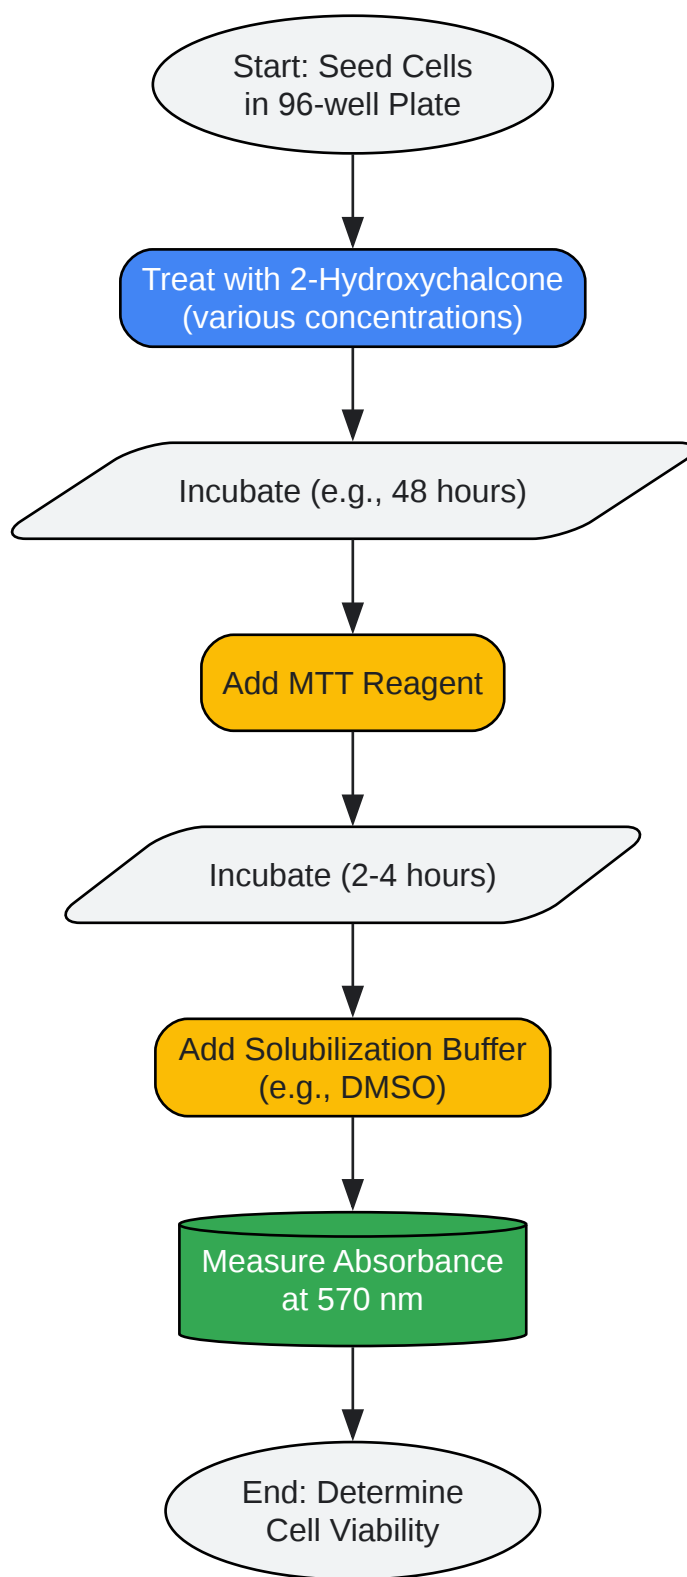 Start: Seed Cells
in 96-well Plate
Treat with 2-Hydroxychalcone
(various concentrations)
Incubate (e.g., 48 hours)
Add MTT Reagent
Incubate (2-4 hours)
Add Solubilization Buffer
(e.g., DMSO)
Measure Absorbance
at 570 nm
End: Determine
Cell Viability